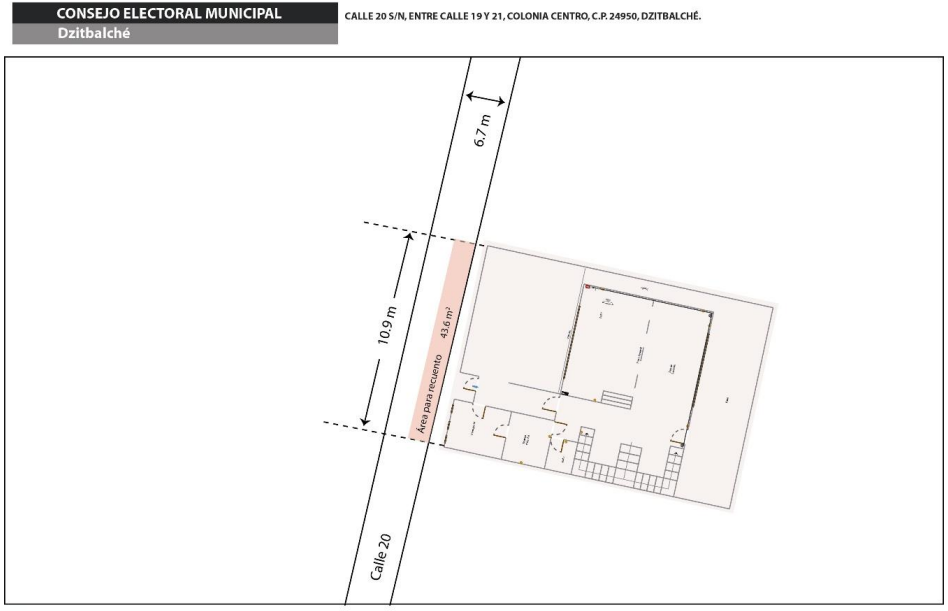 CONSEJO ELECTORAL MUNICIPAL
Dzitbalché
CALLE 20 S/N, ENTRE CALLE 19 Y 21, COLONIA CENTRO, C.P. 24950, DZITBALCHÉ.
6.7 m
10.9 m
Área para recuento 43.6 m²
Calle 20